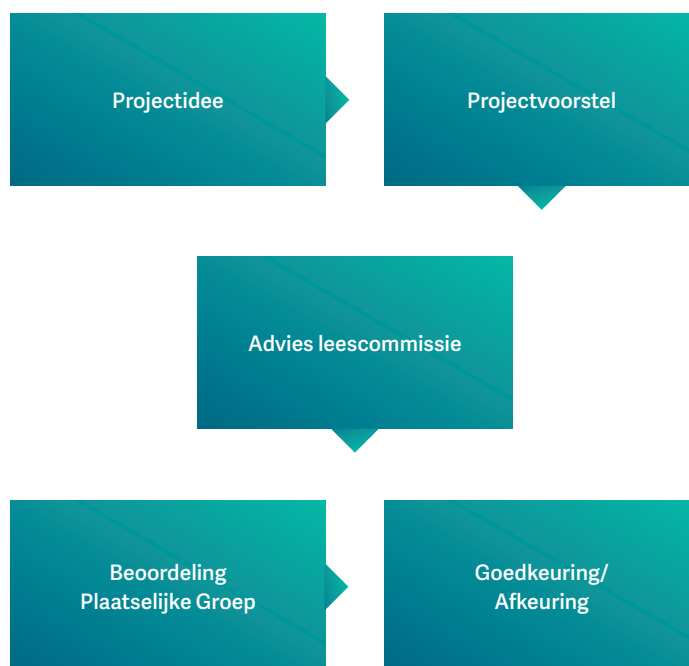 Projectidee
Projectvoorstel
Advies leescommissie
Beoordeling
Plaatselijke Groep
Goedkeuring/
Afkeuring